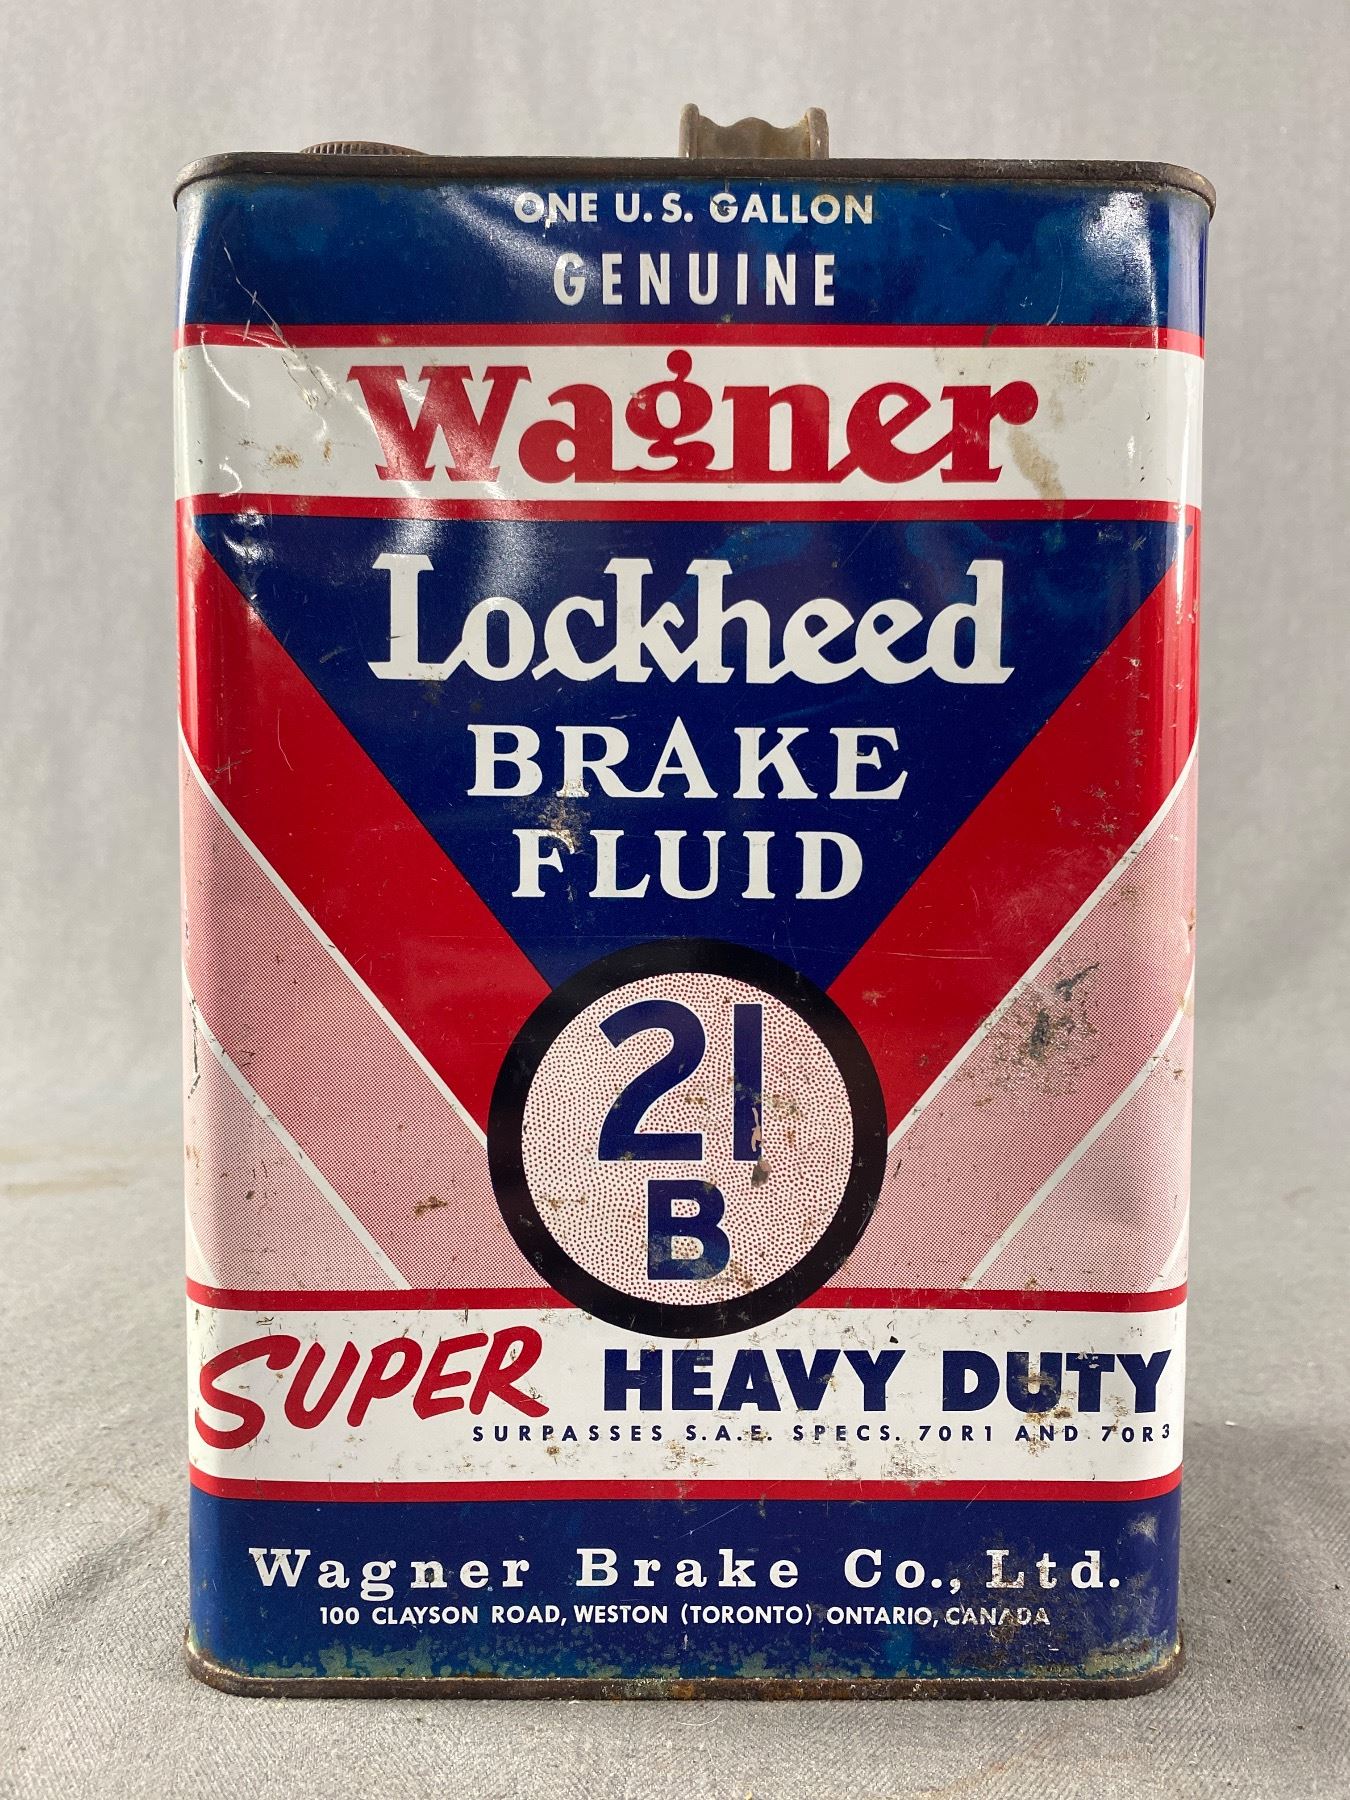 ONE U.S. GALLON
GENUINE
Wagner
Lockheed
BRAKE
FLUID
21
B
SUPER HEAVY DUTY
SURPASSES S.A.E. SPECS. 70R1 AND 70R3
Wagner Brake Co., Ltd.
100 CLAYSON ROAD, WESTON (TORONTO) ONTARIO, CANADA